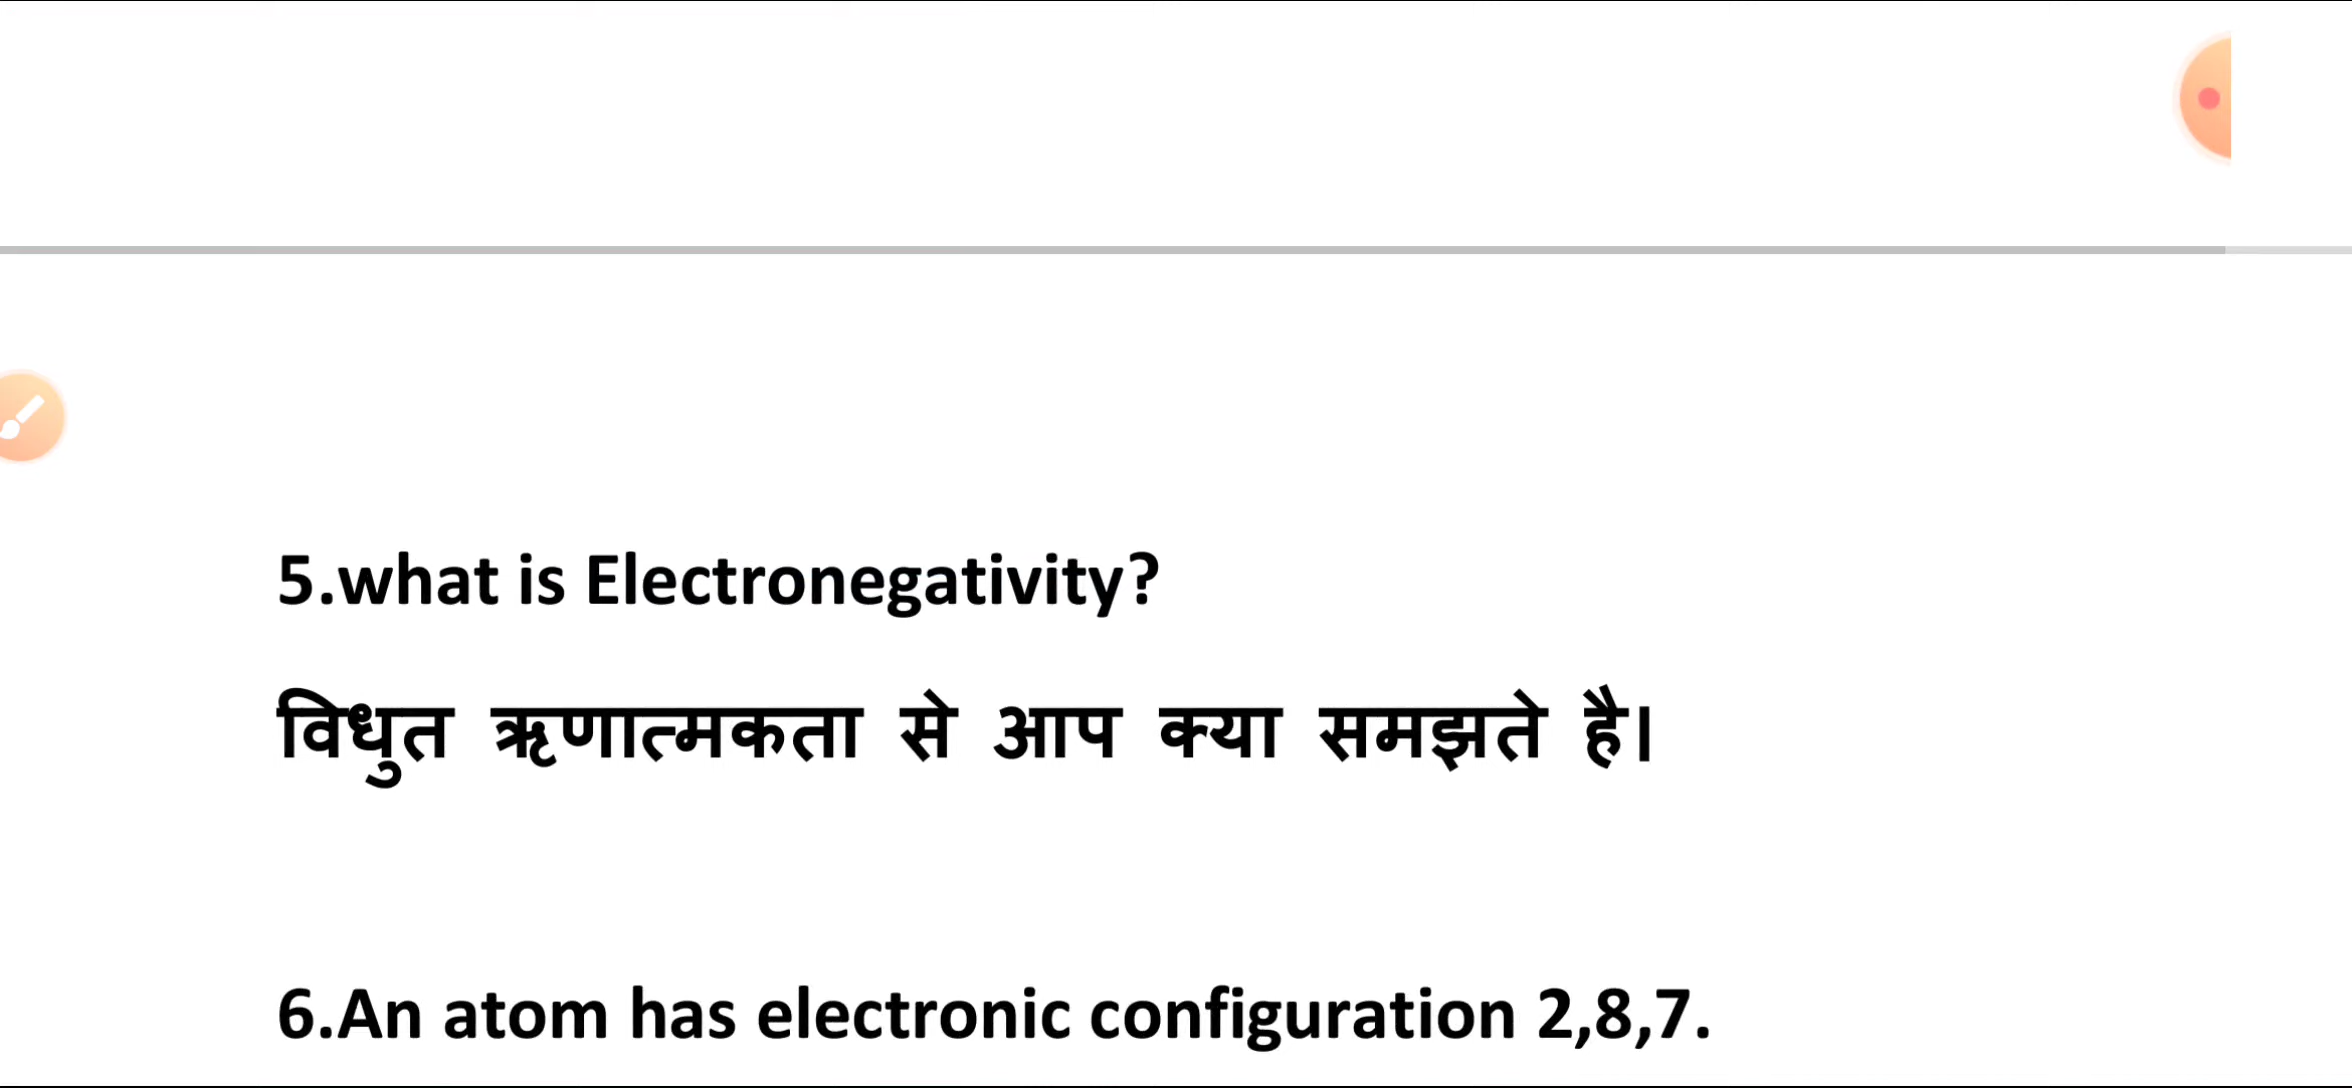 5.what is Electronegativity?
विधुत ऋणात्मकता से आप क्या समझते है।
6.An atom has electronic configuration 2,8,7.